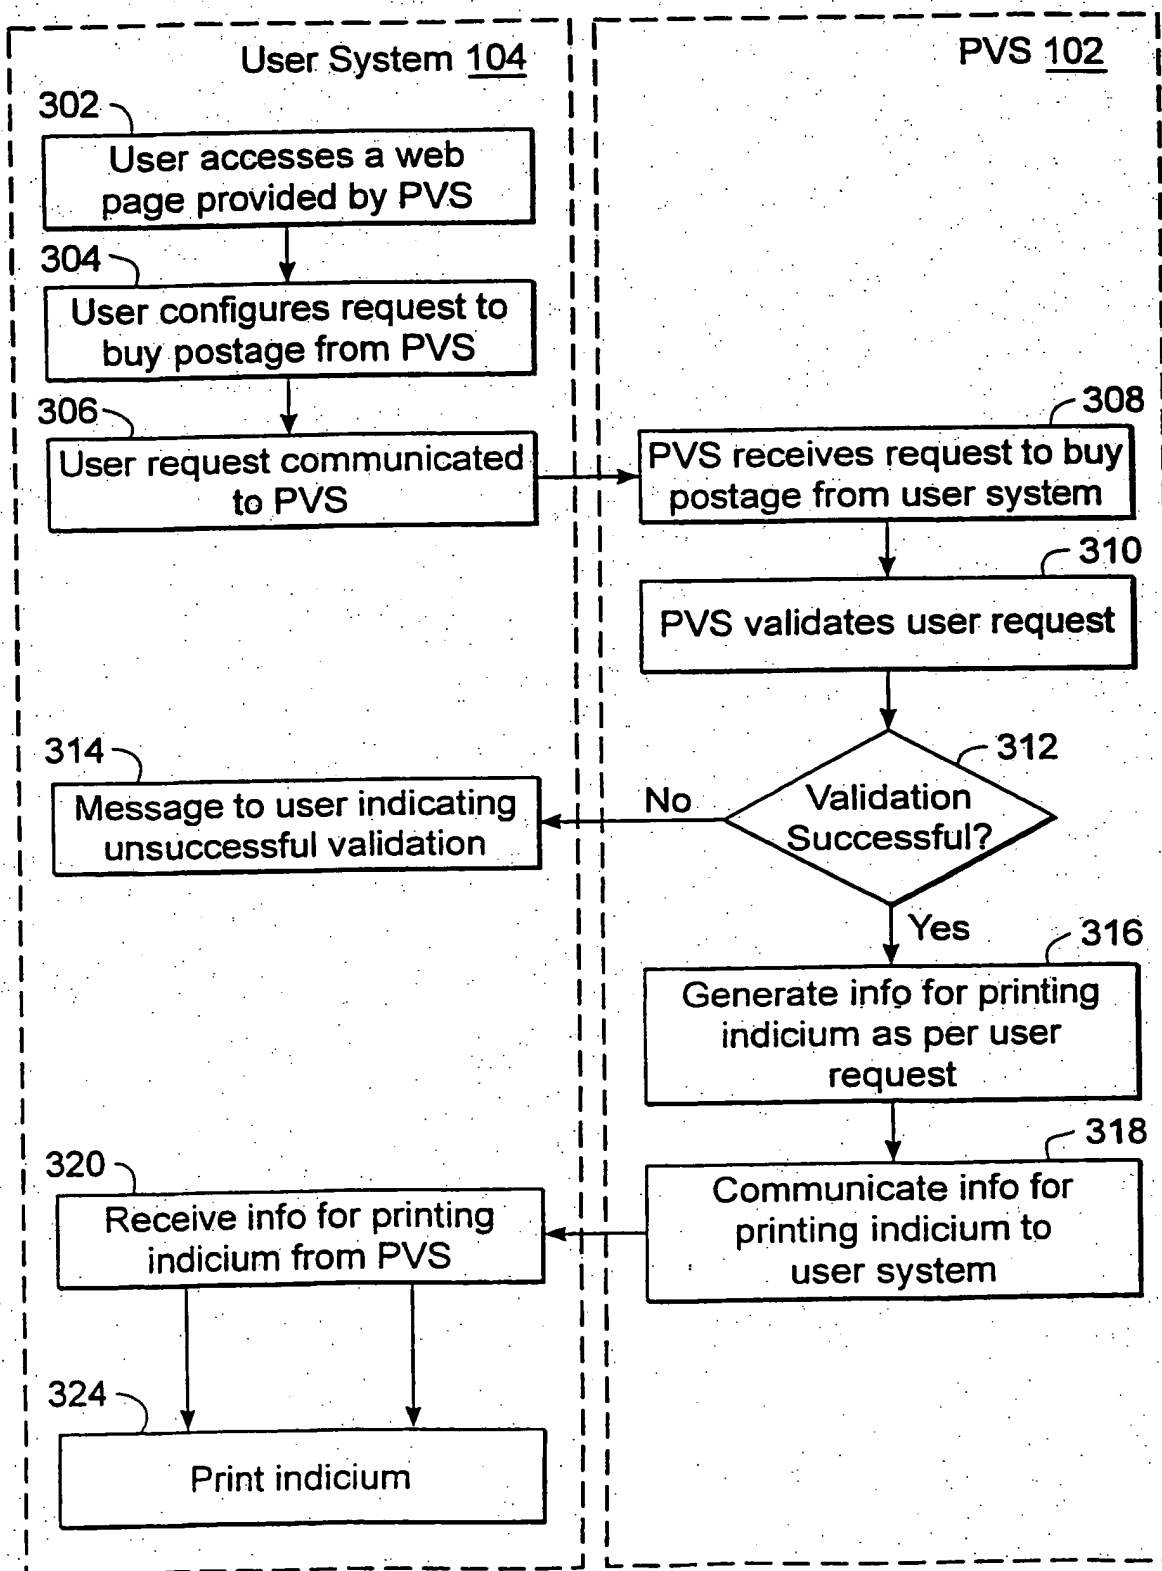 User System 104
PVS 102
302
User accesses a web
page provided by PVS
304
User configures request to
buy postage from PVS
306
User request communicated
to PVS
308
PVS receives request to buy
postage from user system
310
PVS validates user request
312
Validation
Successful?
No
314
Message to user indicating
unsuccessful validation
Yes
316
Generate info for printing
indicium as per user
request
318
Communicate info for
printing indicium to
user system
320
Receive info for printing
indicium from PVS
324
Print indicium